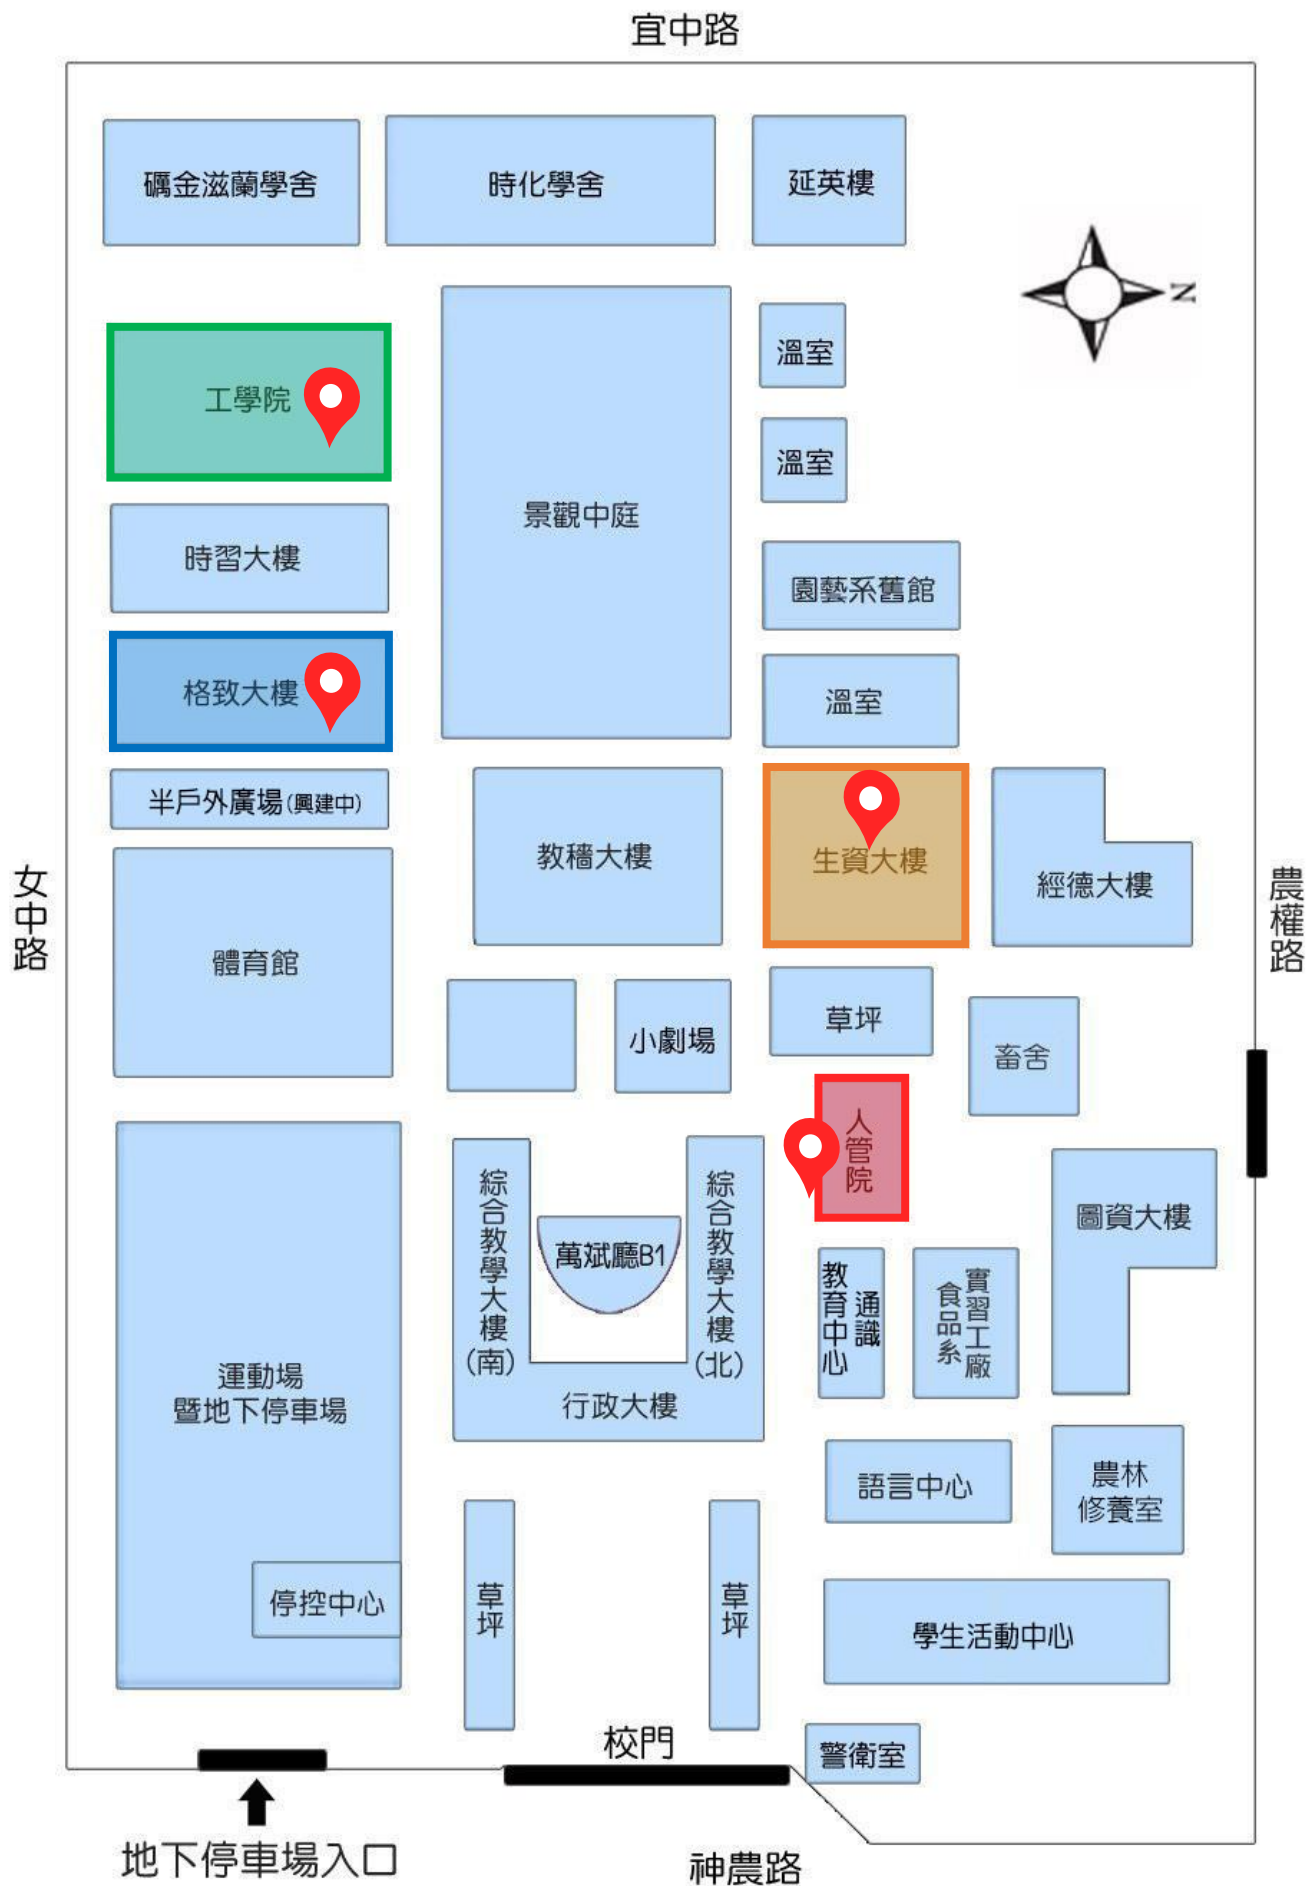 宜中路
礪金滋蘭學舍
時化學舍
延英樓
N
溫室
工學院
溫室
景觀中庭
時習大樓
園藝系舊館
格致大樓
溫室
半戶外廣場(興建中)
教穡大樓
生資大樓
經德大樓
女中路
農權路
體育館
草坪
小劇場
畜舍
人管院
綜合教學大樓(南)
綜合教學大樓(北)
圖資大樓
萬斌廳B1
通識
教育中心
實習工廠
食品系
運動場
暨地下停車場
行政大樓
語言中心
農林
修養室
停控中心
草坪
草坪
學生活動中心
校門
警衛室
地下停車場入口
神農路